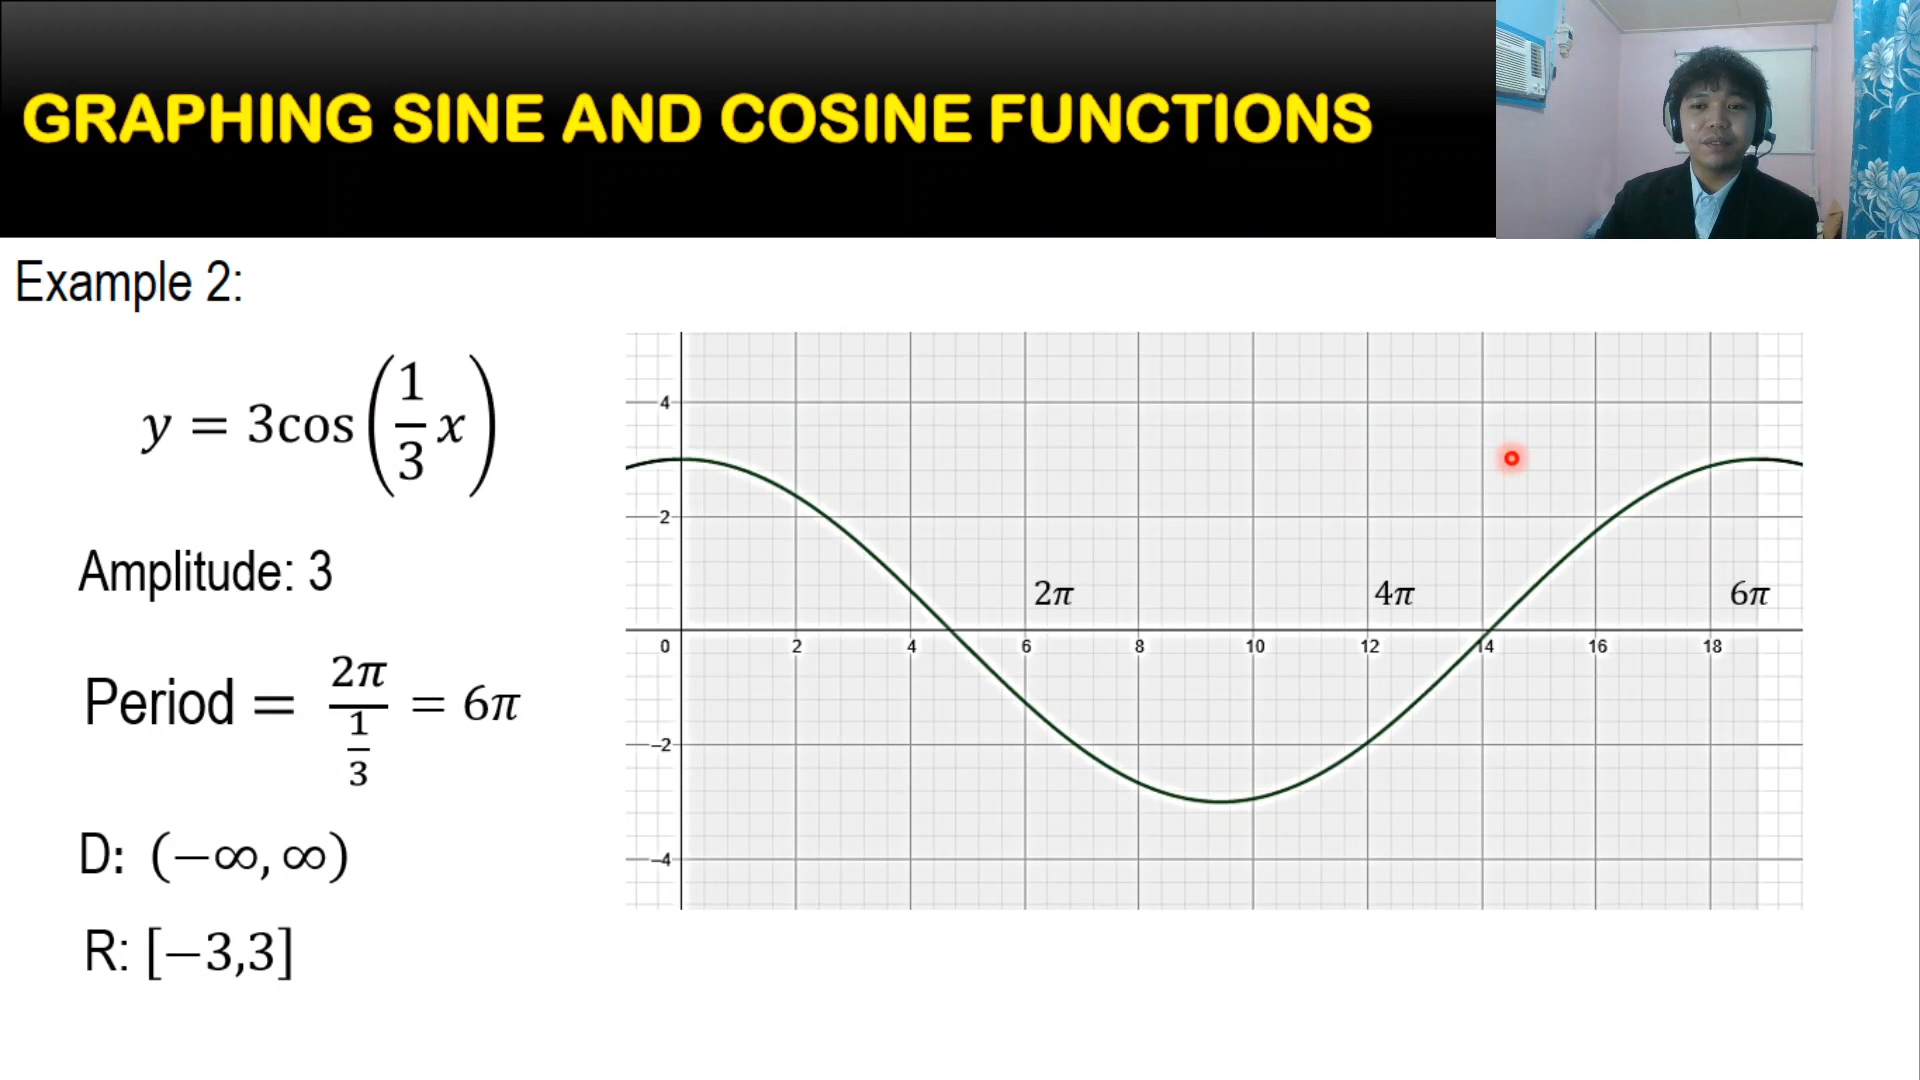 GRAPHING SINE AND COSINE FUNCTIONS
Example 2:
y = 3cos(1/3 x)
Amplitude: 3
Period = 2π/(1/3) = 6π
D: (−∞, ∞)
R: [−3,3]
4
2
2π 4π 6π
0 2 4 6 8 10 12 14 16 18
−2
−4